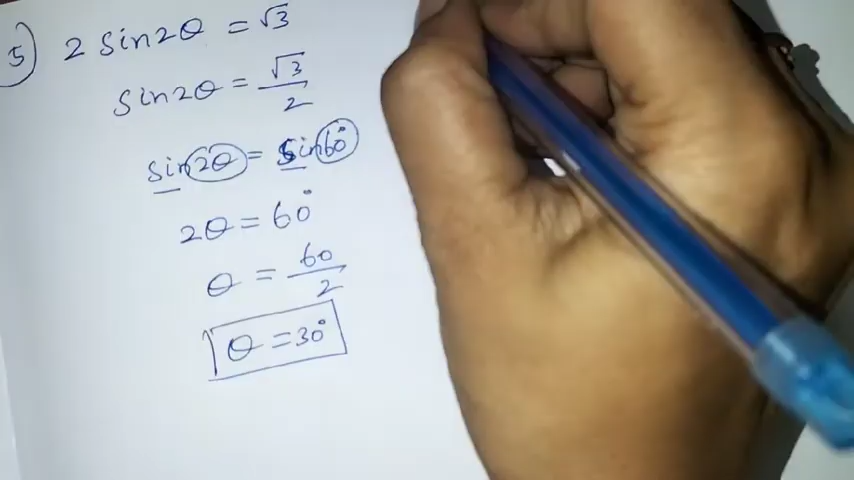 5) 2 sin2θ = √3
sin2θ = √3/2
sin2θ = sin60°
2θ = 60°
θ = 60/2
θ = 30°